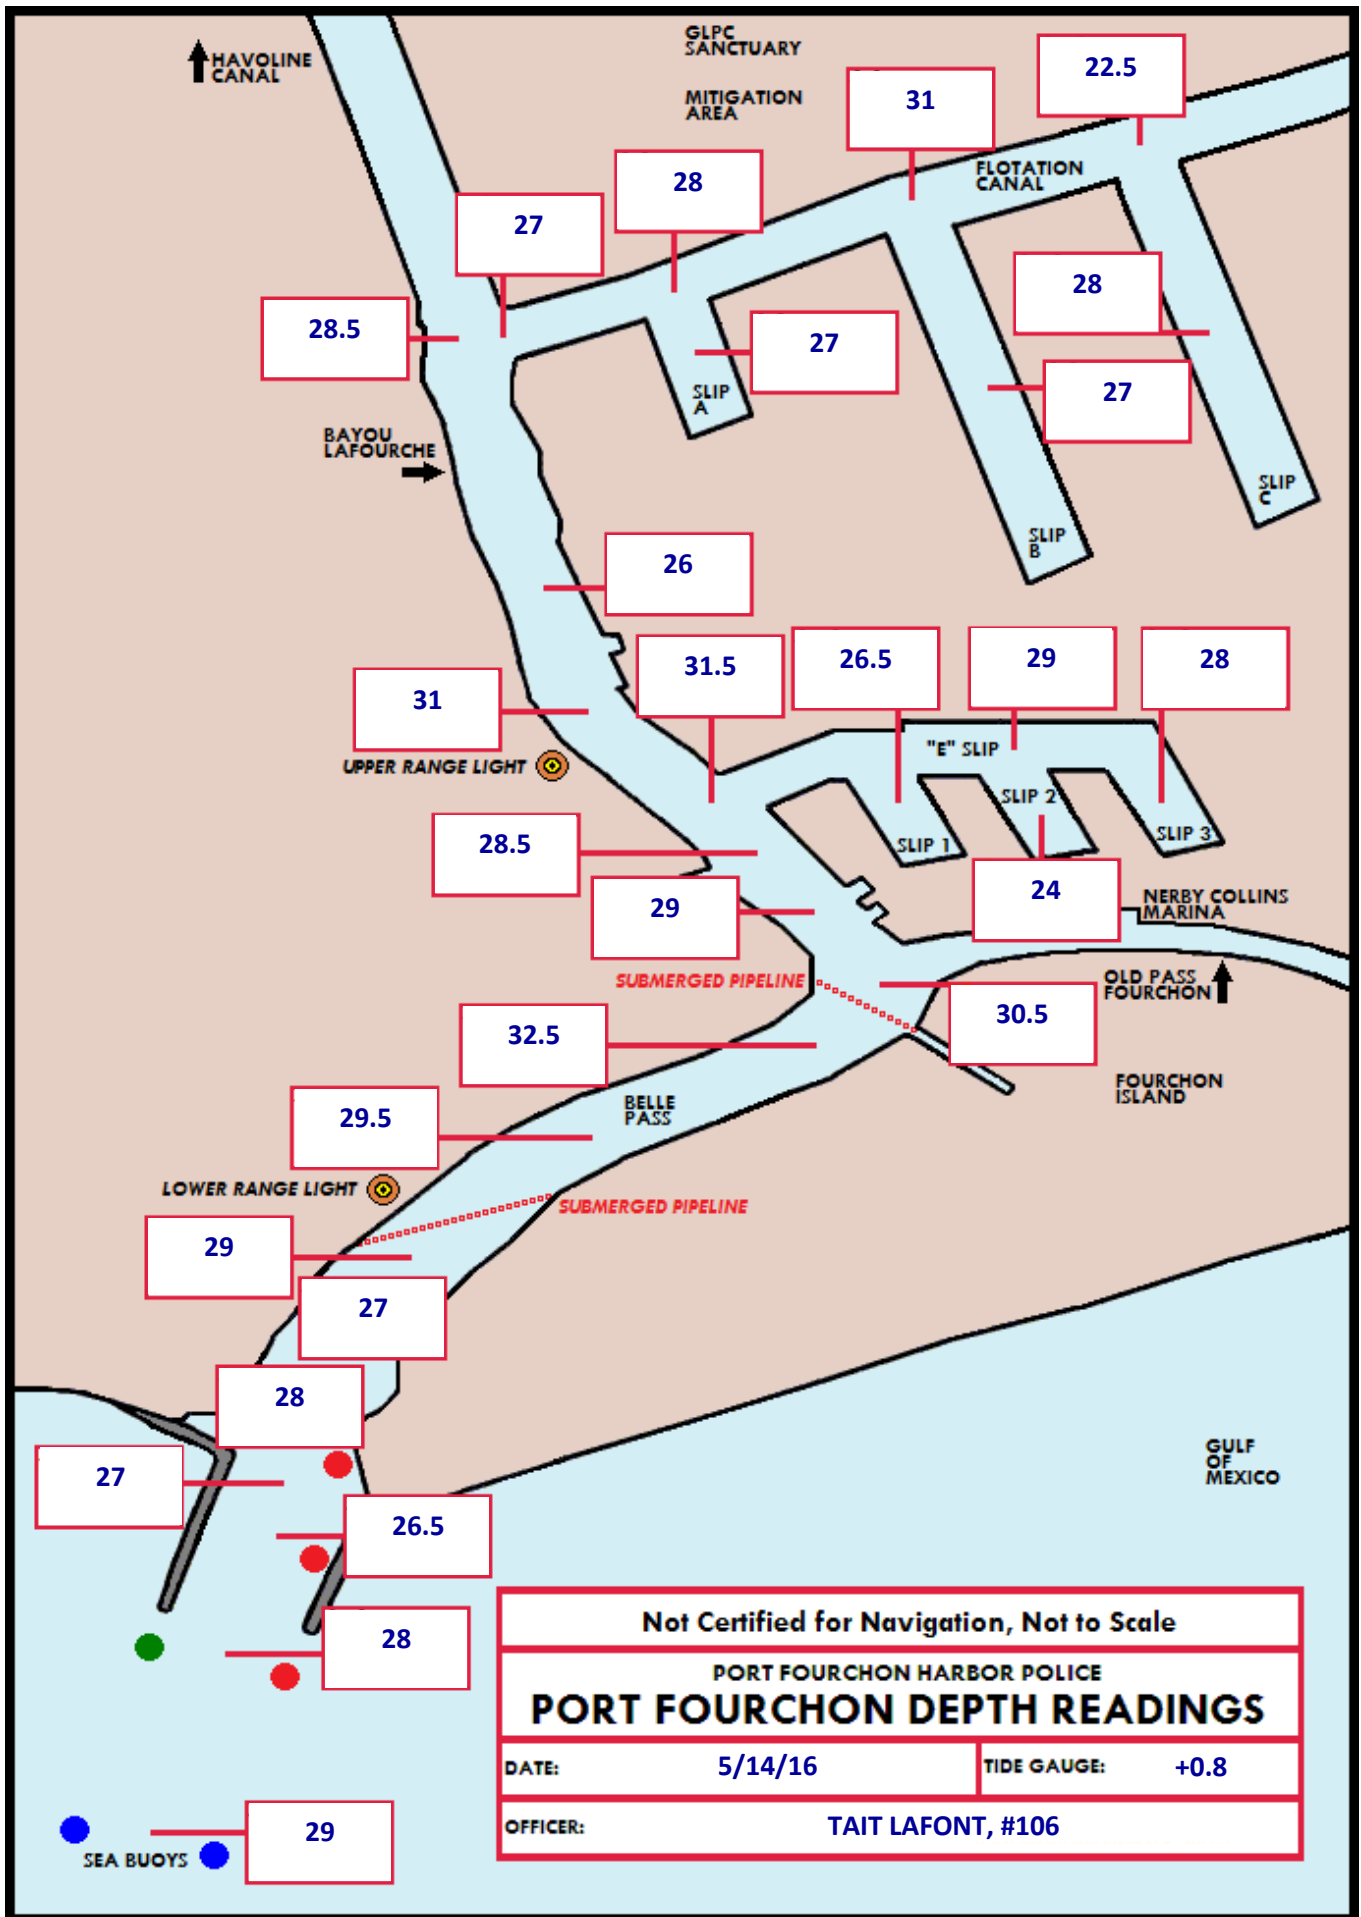 GLPC
SANCTUARY
HAVOLINE
CANAL
22.5
MITIGATION
AREA
31
FLOTATION
CANAL
28
27
28
28.5
27
27
SLIP
A
BAYOU
LAFOURCHE
SLIP
C
SLIP
B
26
31.5
26.5
29
28
31
"E" SLIP
UPPER RANGE LIGHT
SLIP 2
SLIP 1
SLIP 3
28.5
24
NERBY COLLINS
MARINA
29
SUBMERGED PIPELINE
OLD PASS
FOURCHON
30.5
32.5
FOURCHON
ISLAND
BELLE
PASS
29.5
LOWER RANGE LIGHT
SUBMERGED PIPELINE
29
27
28
GULF
OF
MEXICO
27
26.5
28
Not Certified for Navigation, Not to Scale
PORT FOURCHON HARBOR POLICE
PORT FOURCHON DEPTH READINGS
DATE: 5/14/16 TIDE GAUGE: +0.8
OFFICER: TAIT LAFONT, #106
29
SEA BUOYS